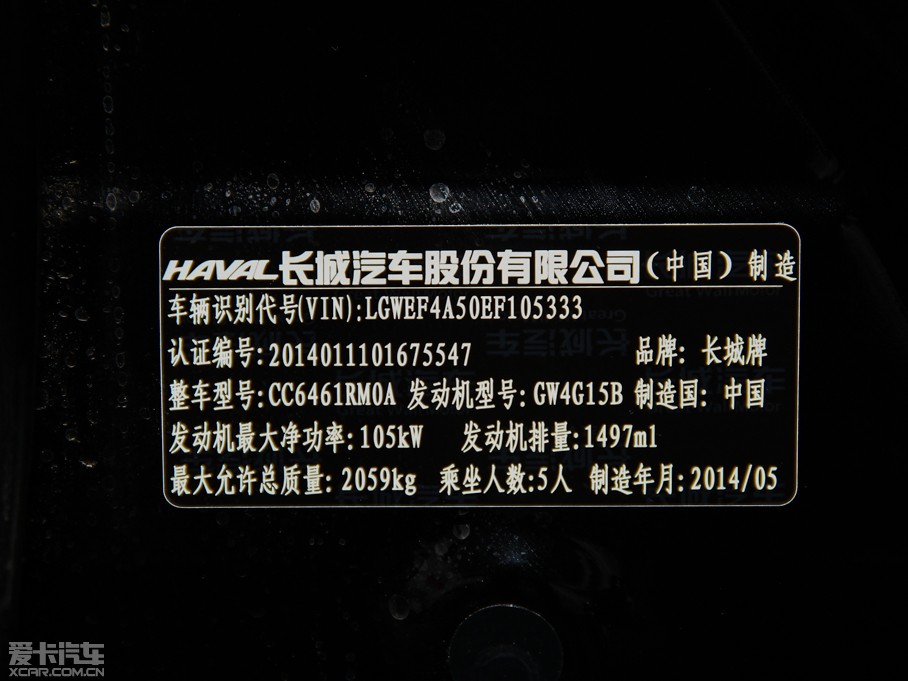 HAVAL长城汽车股份有限公司(中国)制造
车辆识别代号(VIN):LGWEF4A50EF105333
认证编号:2014011101675547 品牌: 长城牌
整车型号:CC6461RM0A 发动机型号:GW4G15B 制造国: 中国
发动机最大净功率:105kW 发动机排量:1497ml
最大允许总质量: 2059kg 乘坐人数:5人 制造年月:2014/05
爱卡汽车
XCAR.COM.CN